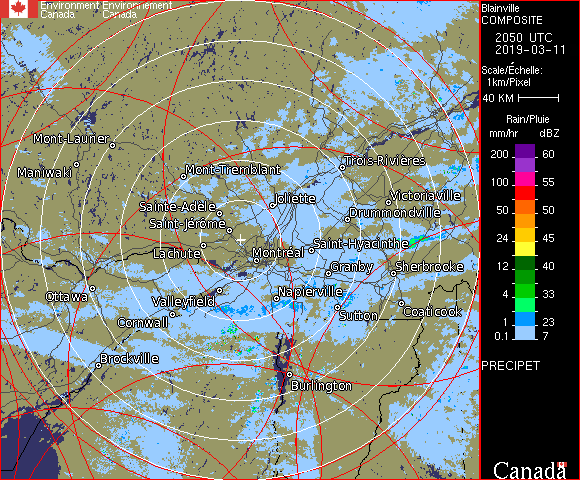 Environment Environnement
Canada Canada
Blainville
COMPOSITE
2050 UTC
2019-03-11
Scale/Échelle:
1km/Pixel
40 KM
Rain/Pluie
mm/hr dBZ
200 60
100 55
50 50
24 45
12 40
4 33
1 23
0.1 7
PRECIPET
Canada
Mont-Laurier
Maniwaki
Mont-Tremblant
Trois-Rivières
Joliette
Victoriaville
Sainte-Adèle
Drummondville
Saint-Jérôme
Saint-Hyacinthe
Lachute
Montréal
Granby
Sherbrooke
Ottawa
Valleyfield
Napierville
Cornwall
Sutton
Coaticook
Brockville
Burlington